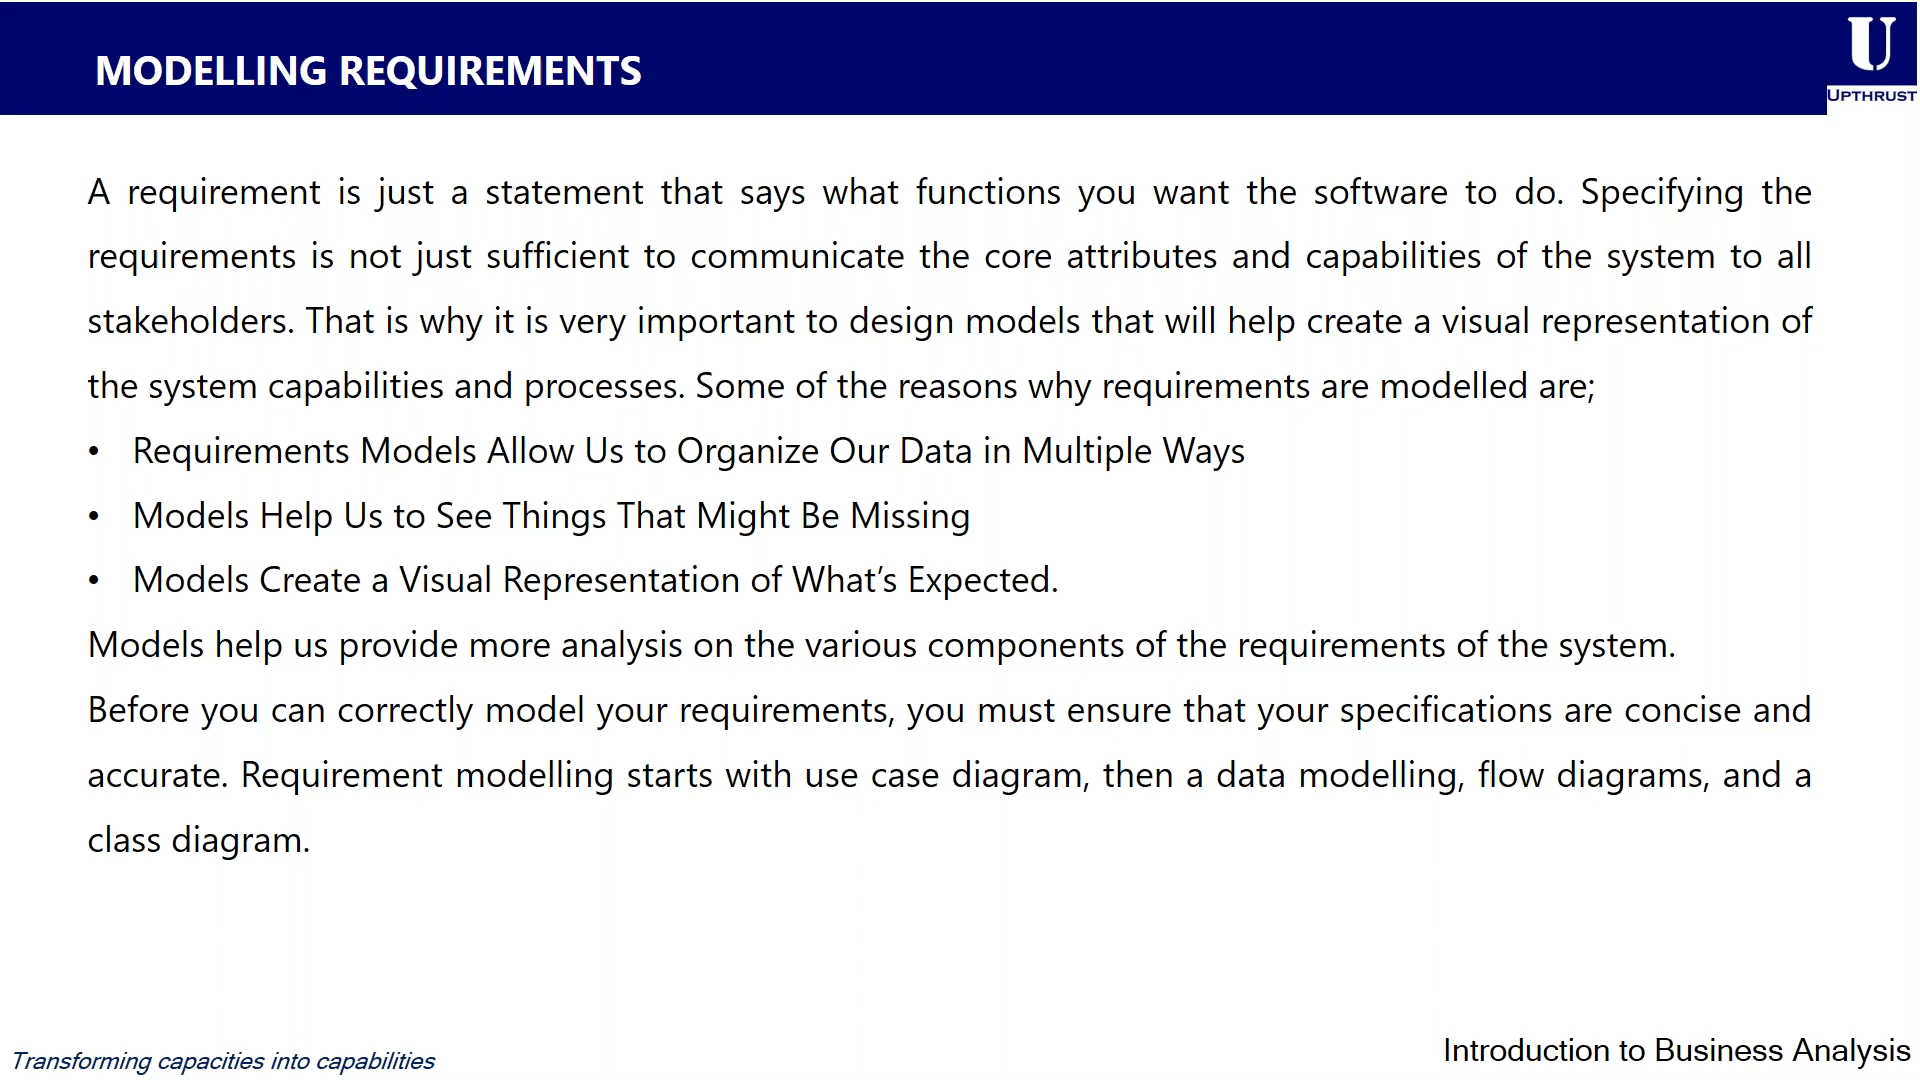 MODELLING REQUIREMENTS
U
UPTHRUST
A requirement is just a statement that says what functions you want the software to do. Specifying the
requirements is not just sufficient to communicate the core attributes and capabilities of the system to all
stakeholders. That is why it is very important to design models that will help create a visual representation of
the system capabilities and processes. Some of the reasons why requirements are modelled are;
• Requirements Models Allow Us to Organize Our Data in Multiple Ways
• Models Help Us to See Things That Might Be Missing
• Models Create a Visual Representation of What’s Expected.
Models help us provide more analysis on the various components of the requirements of the system.
Before you can correctly model your requirements, you must ensure that your specifications are concise and
accurate. Requirement modelling starts with use case diagram, then a data modelling, flow diagrams, and a
class diagram.
Transforming capacities into capabilities
Introduction to Business Analysis